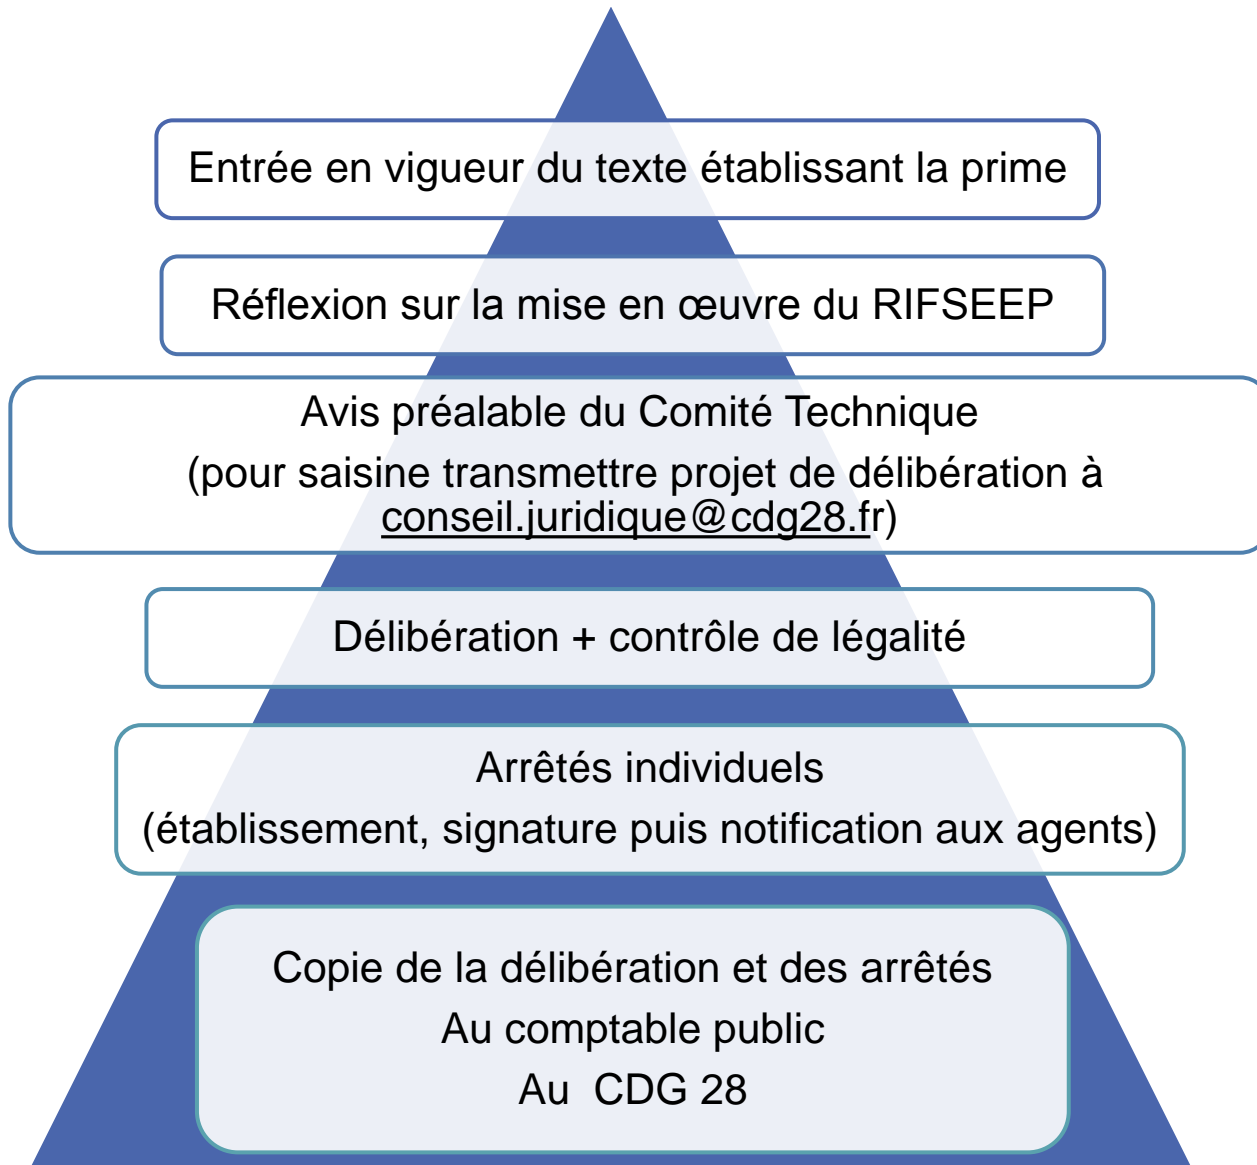 Entrée en vigueur du texte établissant la prime
Réflexion sur la mise en œuvre du RIFSEEP
Avis préalable du Comité Technique
(pour saisine transmettre projet de délibération à
conseil.juridique@cdg28.fr)
Délibération + contrôle de légalité
Arrêtés individuels
(établissement, signature puis notification aux agents)
Copie de la délibération et des arrêtés
Au comptable public
Au CDG 28